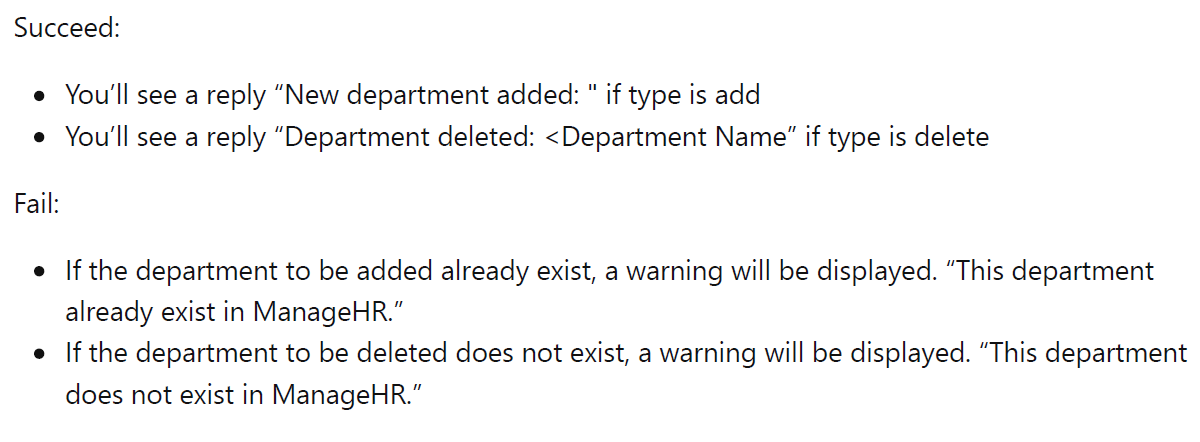 Succeed:
• You’ll see a reply “New department added: " if type is add
• You’ll see a reply “Department deleted: <Department Name” if type is delete
Fail:
• If the department to be added already exist, a warning will be displayed. “This department
already exist in ManageHR.”
• If the department to be deleted does not exist, a warning will be displayed. “This department
does not exist in ManageHR.”